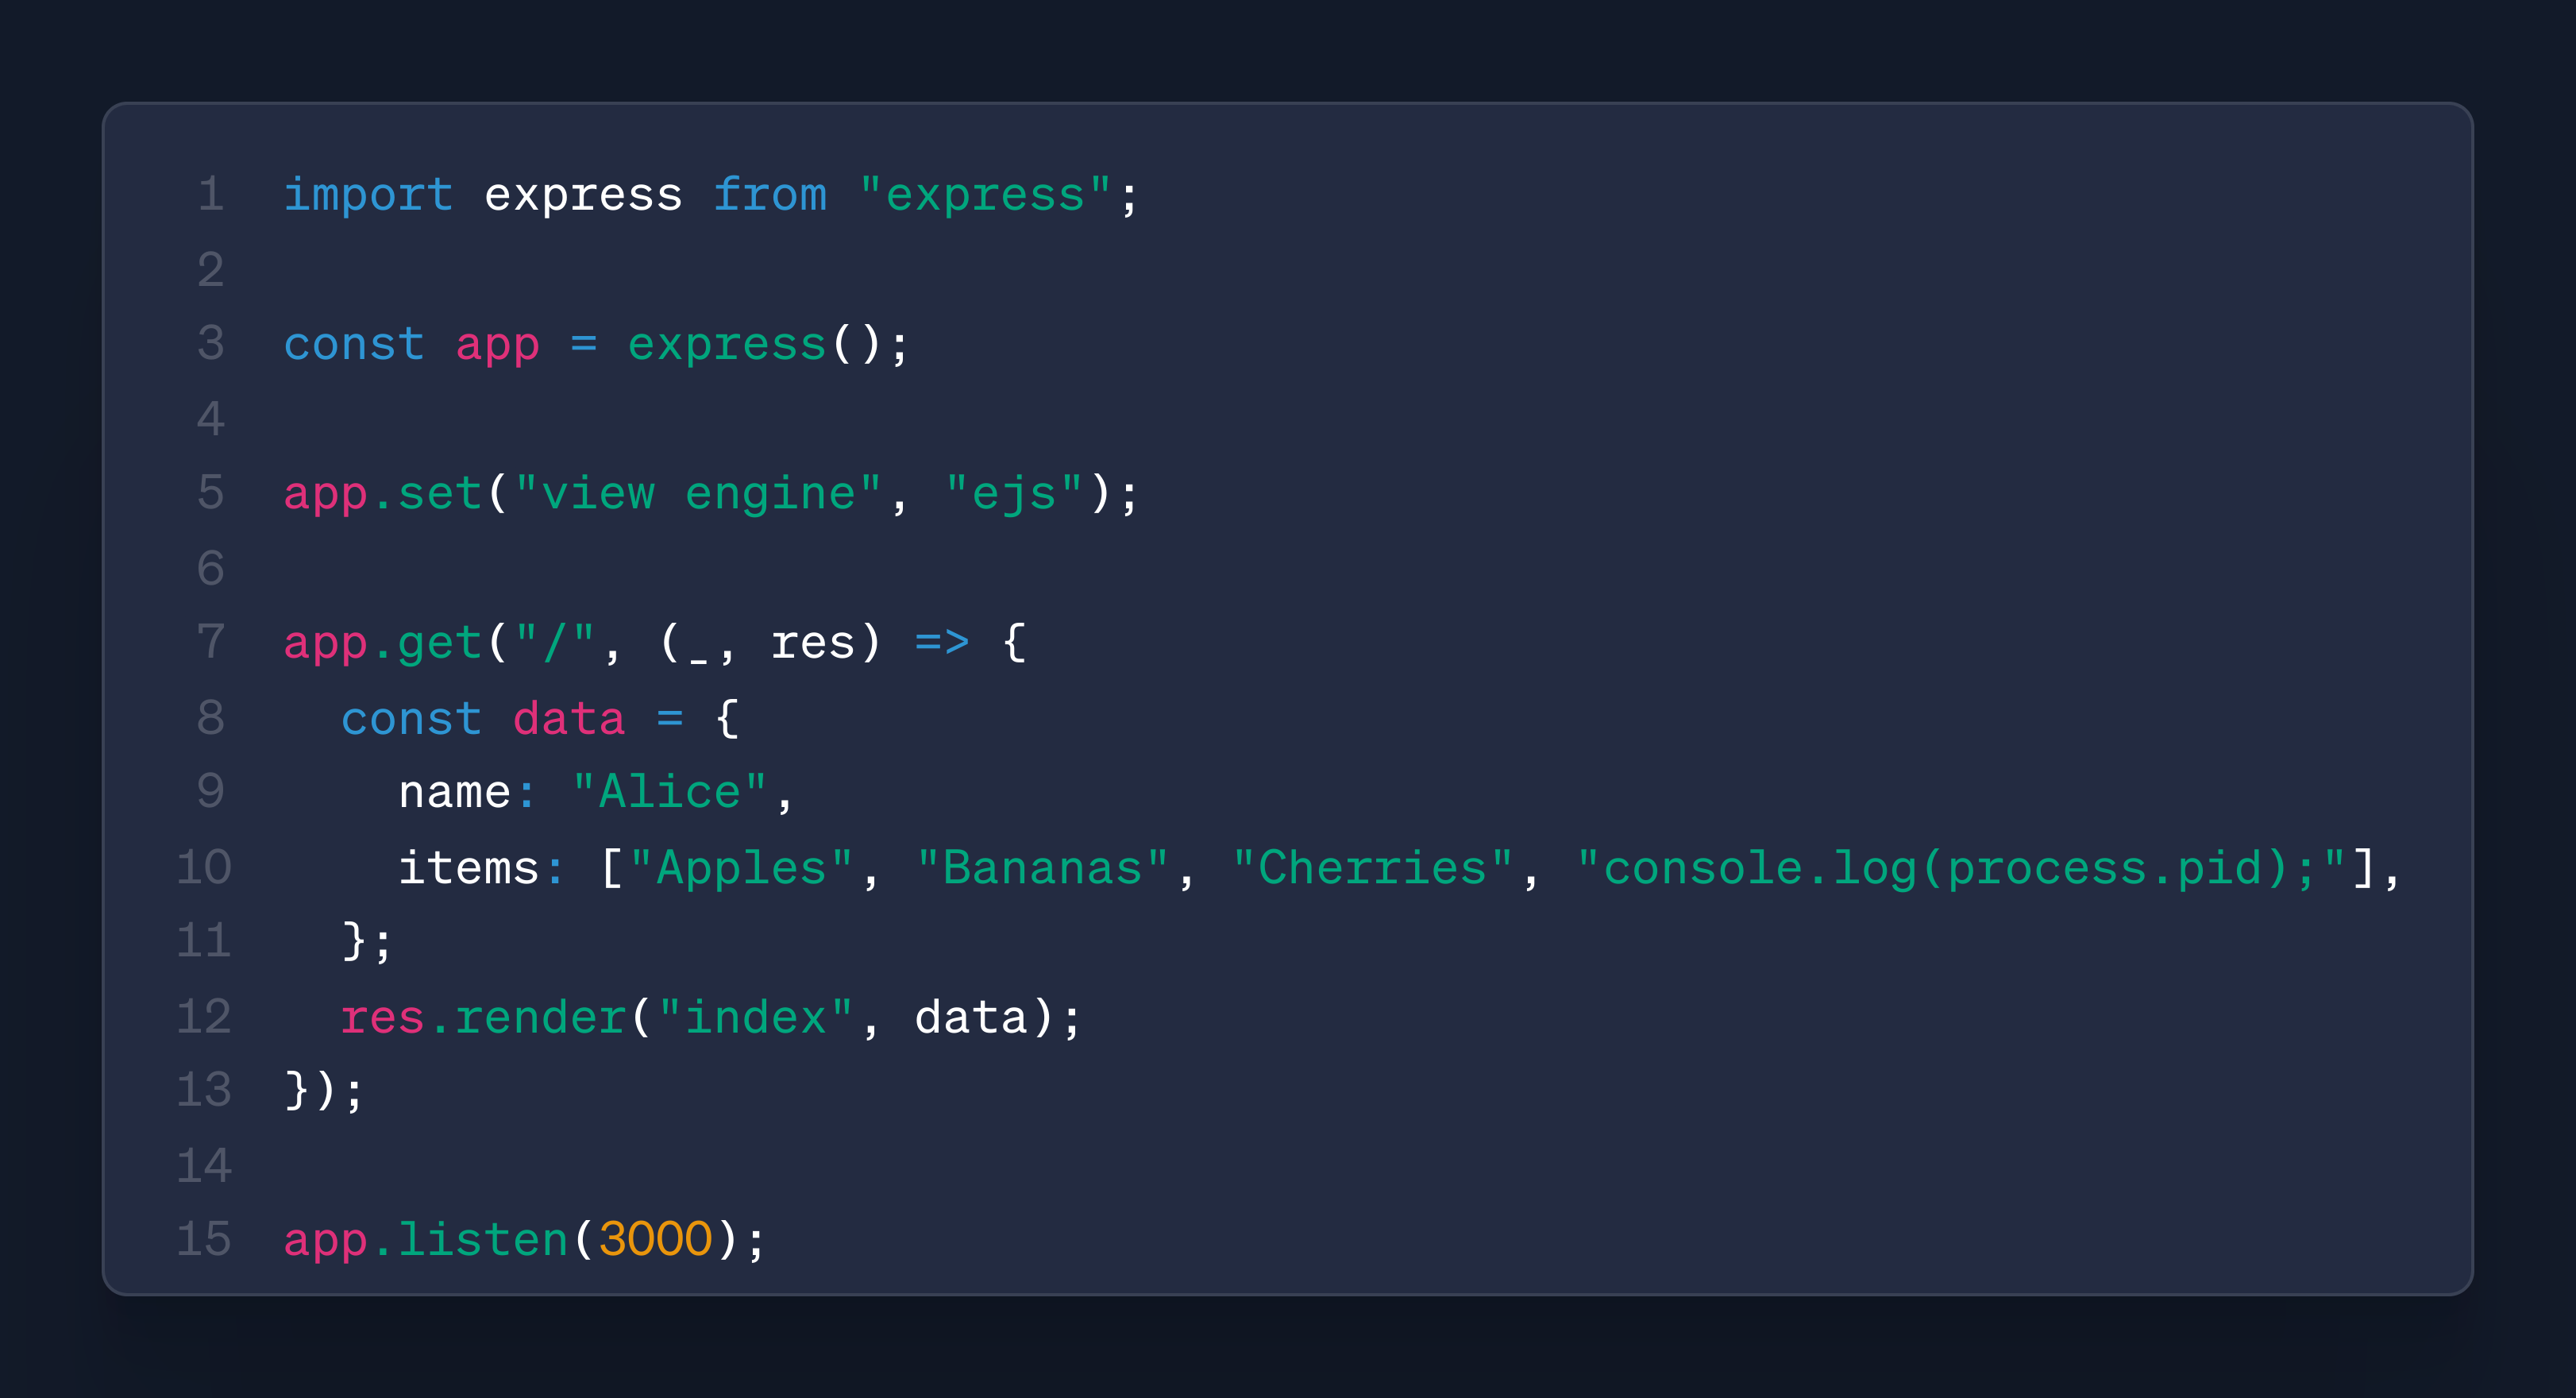 1 import express from "express";
2
3 const app = express();
4
5 app.set("view engine", "ejs");
6
7 app.get("/", (_, res) => {
8   const data = {
9     name: "Alice",
10     items: ["Apples", "Bananas", "Cherries", "console.log(process.pid);"],
11   };
12   res.render("index", data);
13 });
14
15 app.listen(3000);